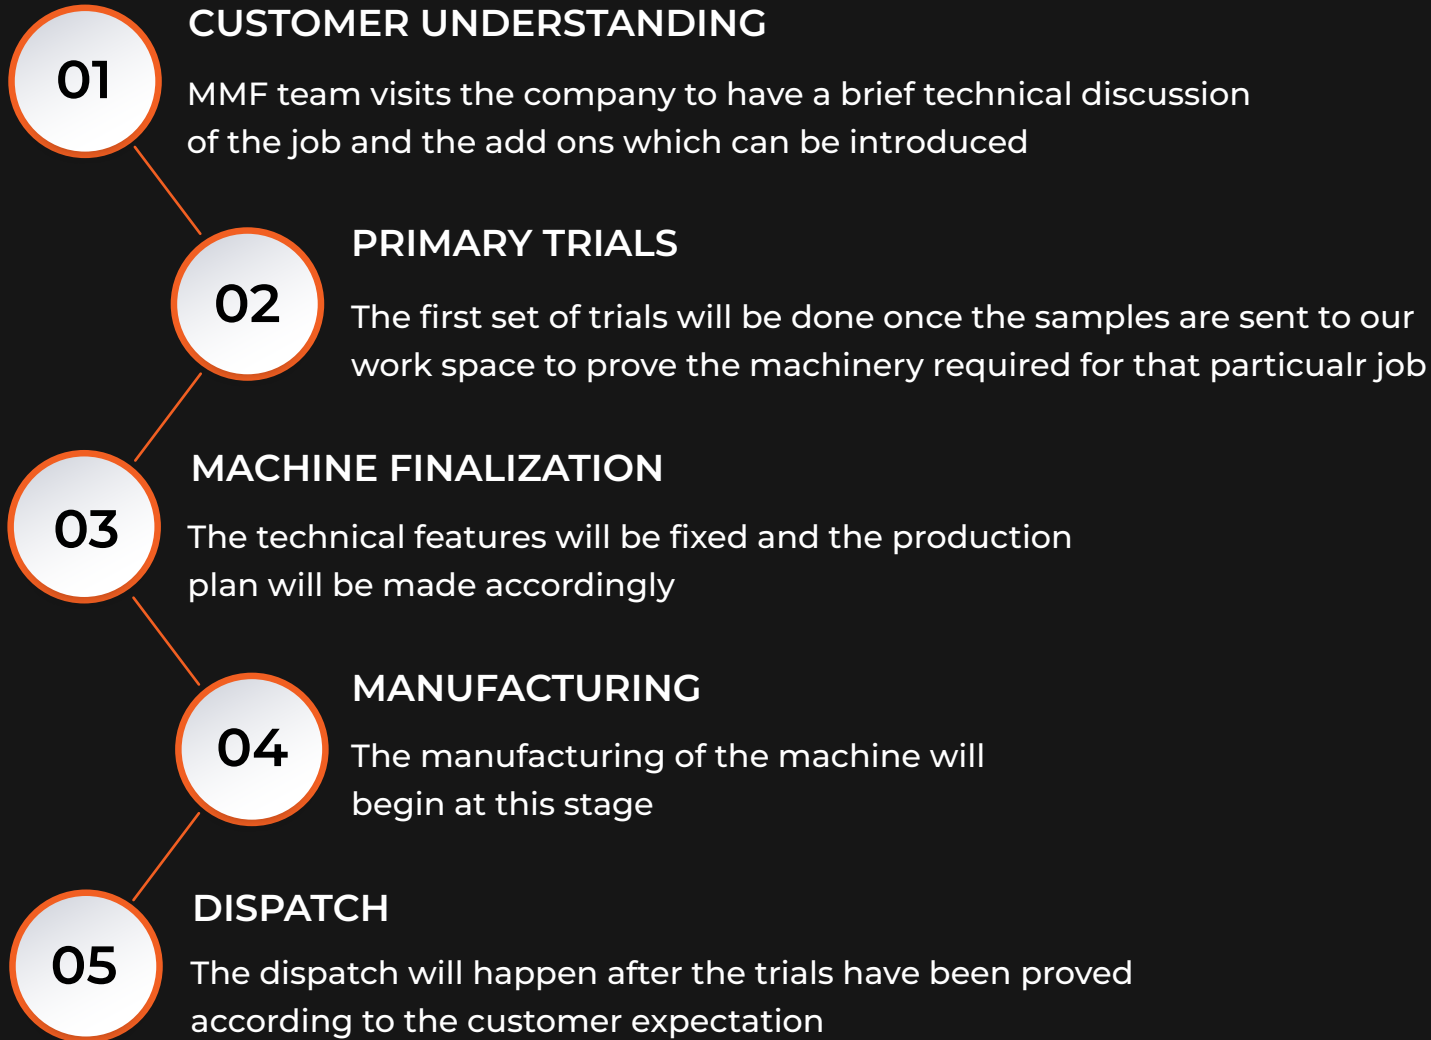 01
CUSTOMER UNDERSTANDING
MMF team visits the company to have a brief technical discussion
of the job and the add ons which can be introduced
02
PRIMARY TRIALS
The first set of trials will be done once the samples are sent to our
work space to prove the machinery required for that particualr job
03
MACHINE FINALIZATION
The technical features will be fixed and the production
plan will be made accordingly
04
MANUFACTURING
The manufacturing of the machine will
begin at this stage
05
DISPATCH
The dispatch will happen after the trials have been proved
according to the customer expectation